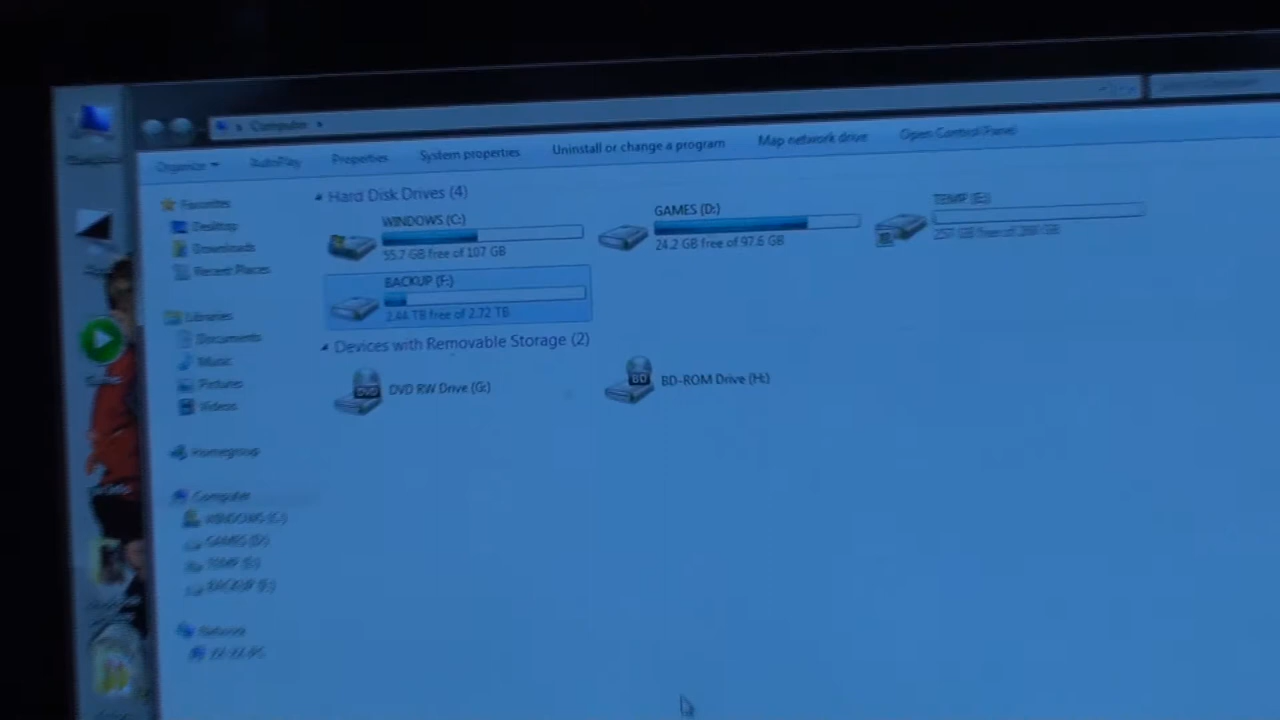 Computer
Organize AutoPlay Properties System properties Uninstall or change a program Map network drive Open Control Panel
Favorites
Desktop
Downloads
Recent Places
Libraries
Documents
Music
Pictures
Videos
Homegroup
Computer
WINDOWS (C:)
GAMES (D:)
TEMP (E:)
BACKUP (F:)
Network
Hard Disk Drives (4)
WINDOWS (C:)
55.7 GB free of 107 GB
GAMES (D:)
24.2 GB free of 97.6 GB
TEMP (E:)
BACKUP (F:)
2.44 TB free of 2.72 TB
Devices with Removable Storage (2)
DVD
DVD RW Drive (G:)
BD
BD-ROM Drive (H:)